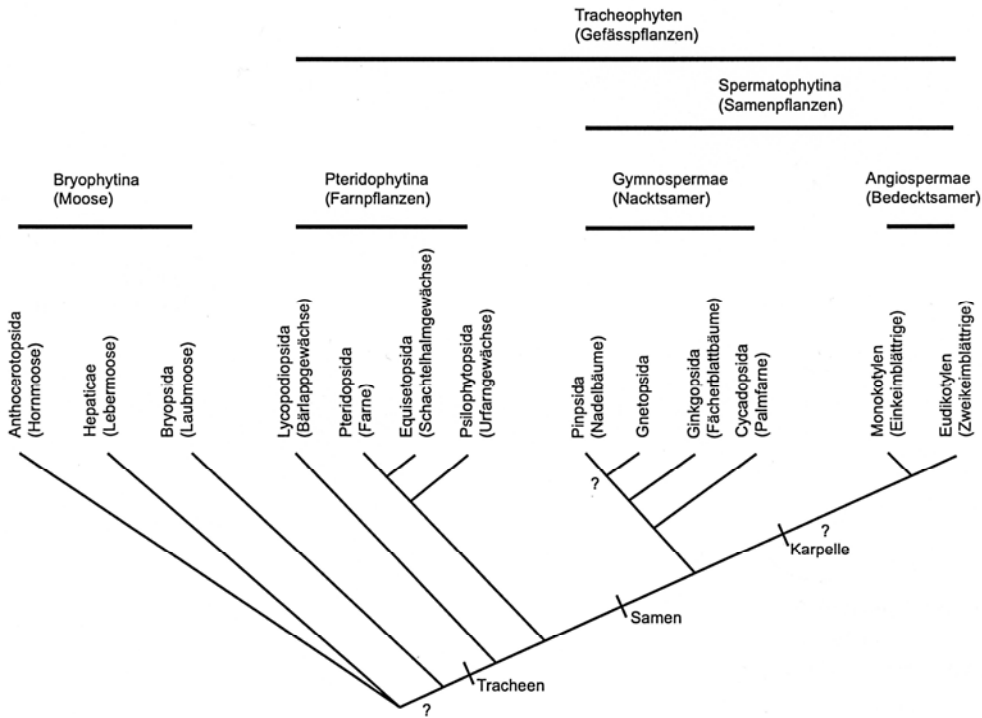 Tracheophyten
(Gefässpflanzen)
Spermatophytina
(Samenpflanzen)
Bryophytina
(Moose)
Pteridophytina
(Farnpflanzen)
Gymnospermae
(Nacktsamer)
Angiospermae
(Bedecktsamer)
Anthocerotopsida
(Hornmoose)
Hepaticae
(Lebermoose)
Bryopsida
(Laubmoose)
Lycopodiopsida
(Bärlappgewächse)
Pteridopsida
(Farne)
Equisetopsida
(Schachtelhalmgewächse)
Psilophytopsida
(Urfarngewächse)
Pinpsida
(Nadelbäume)
Gnetopsida
Ginkgopsida
(Fächerblattbäume)
Cycadopsida
(Palmfarne)
Monokotylen
(Einkeimblättrige)
Eudikotylen
(Zweikeimblättrige)
?
?
Karpelle
Samen
Tracheen
?